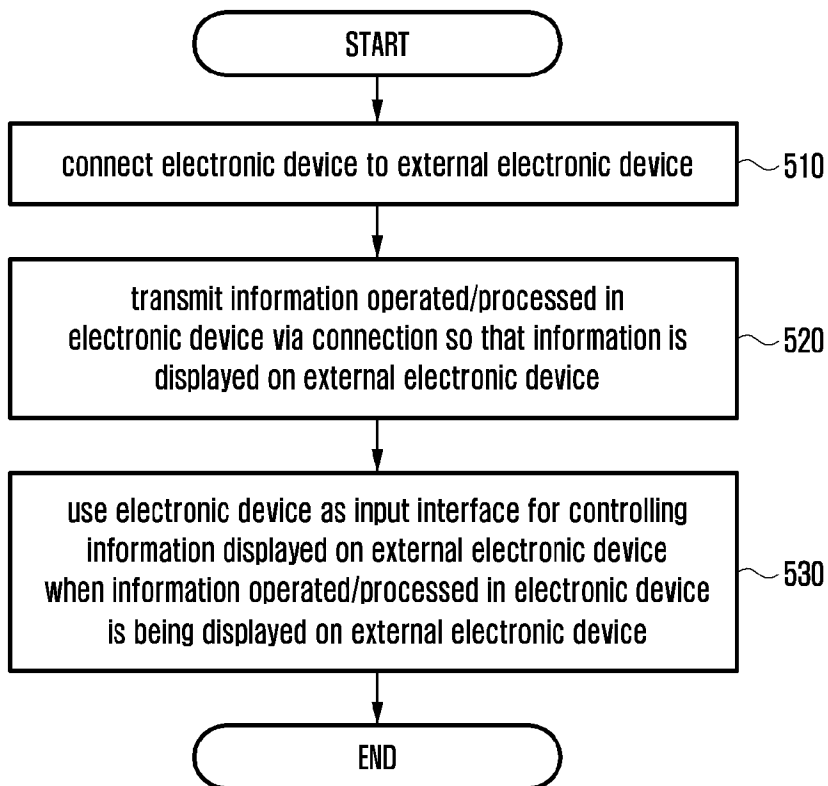 START
connect electronic device to external electronic device
510
transmit information operated/processed in
electronic device via connection so that information is
displayed on external electronic device
520
use electronic device as input interface for controlling
information displayed on external electronic device
when information operated/processed in electronic device
is being displayed on external electronic device
530
END